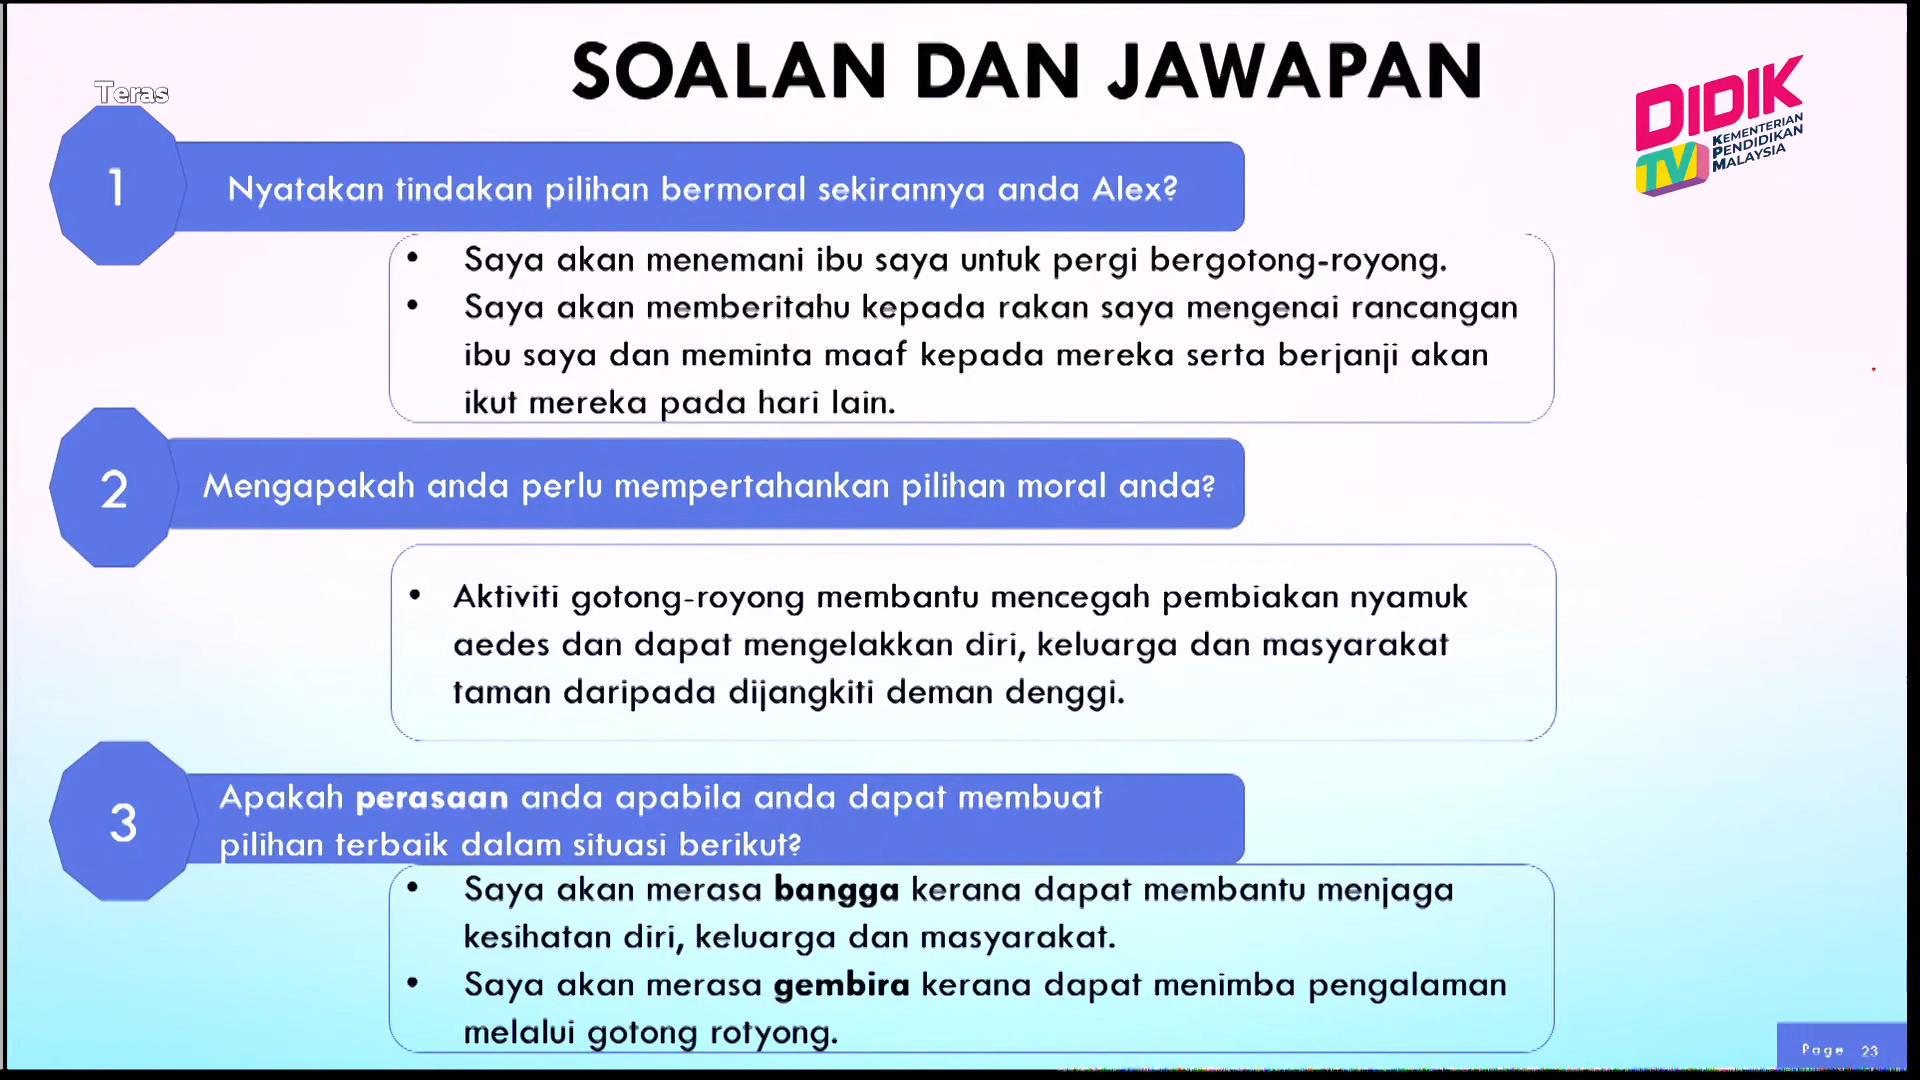 SOALAN DAN JAWAPAN
Teras
DIDIK
TV
KEMENTERIAN
PENDIDIKAN
MALAYSIA
1
Nyatakan tindakan pilihan bermoral sekirannya anda Alex?
• Saya akan menemani ibu saya untuk pergi bergotong-royong.
• Saya akan memberitahu kepada rakan saya mengenai rancangan
ibu saya dan meminta maaf kepada mereka serta berjanji akan
ikut mereka pada hari lain.
2
Mengapakah anda perlu mempertahankan pilihan moral anda?
• Aktiviti gotong-royong membantu mencegah pembiakan nyamuk
aedes dan dapat mengelakkan diri, keluarga dan masyarakat
taman daripada dijangkiti deman denggi.
3
Apakah perasaan anda apabila anda dapat membuat
pilihan terbaik dalam situasi berikut?
• Saya akan merasa bangga kerana dapat membantu menjaga
kesihatan diri, keluarga dan masyarakat.
• Saya akan merasa gembira kerana dapat menimba pengalaman
melalui gotong rotyong.
Page 23